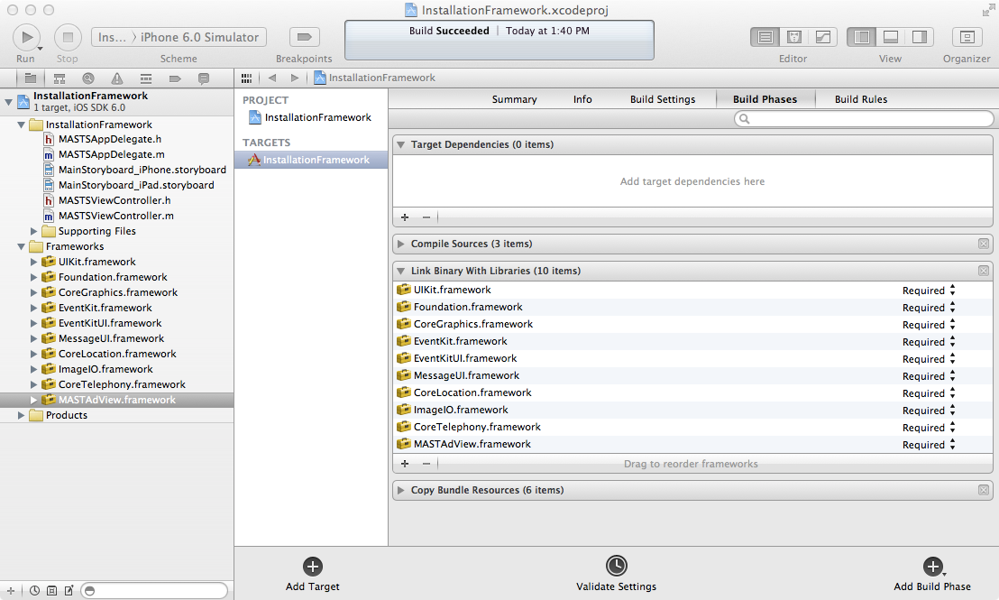 InstallationFramework.xcodeproj
Ins... 〉 iPhone 6.0 Simulator
Build Succeeded | Today at 1:40 PM
Run Stop Scheme Breakpoints Editor View Organizer
InstallationFramework
1 target, iOS SDK 6.0
InstallationFramework
MASTSAppDelegate.h
MASTSAppDelegate.m
MainStoryboard_iPhone.storyboard
MainStoryboard_iPad.storyboard
MASTSViewController.h
MASTSViewController.m
Supporting Files
Frameworks
UIKit.framework
Foundation.framework
CoreGraphics.framework
EventKit.framework
EventKitUI.framework
MessageUI.framework
CoreLocation.framework
ImageIO.framework
CoreTelephony.framework
MASTAdView.framework
Products
InstallationFramework
PROJECT
InstallationFramework
TARGETS
InstallationFramework
Summary Info Build Settings Build Phases Build Rules
Target Dependencies (0 items)
Add target dependencies here
Compile Sources (3 items)
Link Binary With Libraries (10 items)
UIKit.framework Required
Foundation.framework Required
CoreGraphics.framework Required
EventKit.framework Required
EventKitUI.framework Required
MessageUI.framework Required
CoreLocation.framework Required
ImageIO.framework Required
CoreTelephony.framework Required
MASTAdView.framework Required
Drag to reorder frameworks
Copy Bundle Resources (6 items)
Add Target Validate Settings Add Build Phase